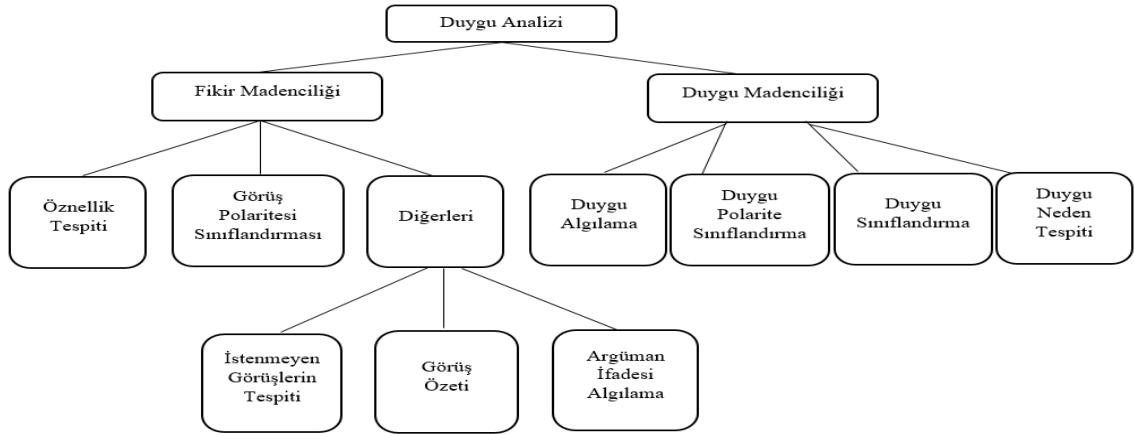 Duygu Analizi
Fikir Madenciliği
Duygu Madenciliği
Öznellik
Tespiti
Görüş
Polaritesi
Sınıflandırması
Diğerleri
Duygu
Algılama
Duygu
Polarite
Sınıflandırma
Duygu
Sınıflandırma
Duygu
Neden
Tespiti
İstenmeyen
Görüşlerin
Tespiti
Görüş
Özeti
Argüman
İfadesi
Algılama